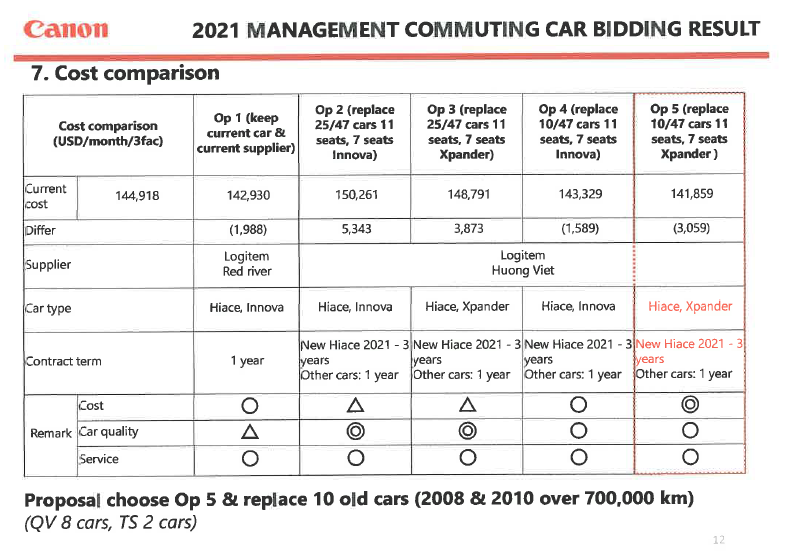 Canon
2021 MANAGEMENT COMMUTING CAR BIDDING RESULT
7. Cost comparison
Cost comparison
(USD/month/3fac)
Op 1 (keep
current car &
current supplier)
Op 2 (replace
25/47 cars 11
seats, 7 seats
Innova)
Op 3 (replace
25/47 cars 11
seats, 7 seats
Xpander)
Op 4 (replace
10/47 cars 11
seats, 7 seats
Innova)
Op 5 (replace
10/47 cars 11
seats, 7 seats
Xpander )
Current
cost
144,918
142,930
150,261
148,791
143,329
141,859
Differ
(1,988)
5,343
3,873
(1,589)
(3,059)
Supplier
Logitem
Red river
Logitem
Huong Viet
Car type
Hiace, Innova
Hiace, Innova
Hiace, Xpander
Hiace, Innova
Hiace, Xpander
Contract term
1 year
New Hiace 2021 - 3
years
Other cars: 1 year
New Hiace 2021 - 3
years
Other cars: 1 year
New Hiace 2021 - 3
years
Other cars: 1 year
New Hiace 2021 - 3
years
Other cars: 1 year
Remark
Cost
○ △ △ ○ ◎
Car quality
△ ◎ ◎ ○ ○
Service
○ ○ ○ ○ ○
Proposal choose Op 5 & replace 10 old cars (2008 & 2010 over 700,000 km)
(QV 8 cars, TS 2 cars)
12